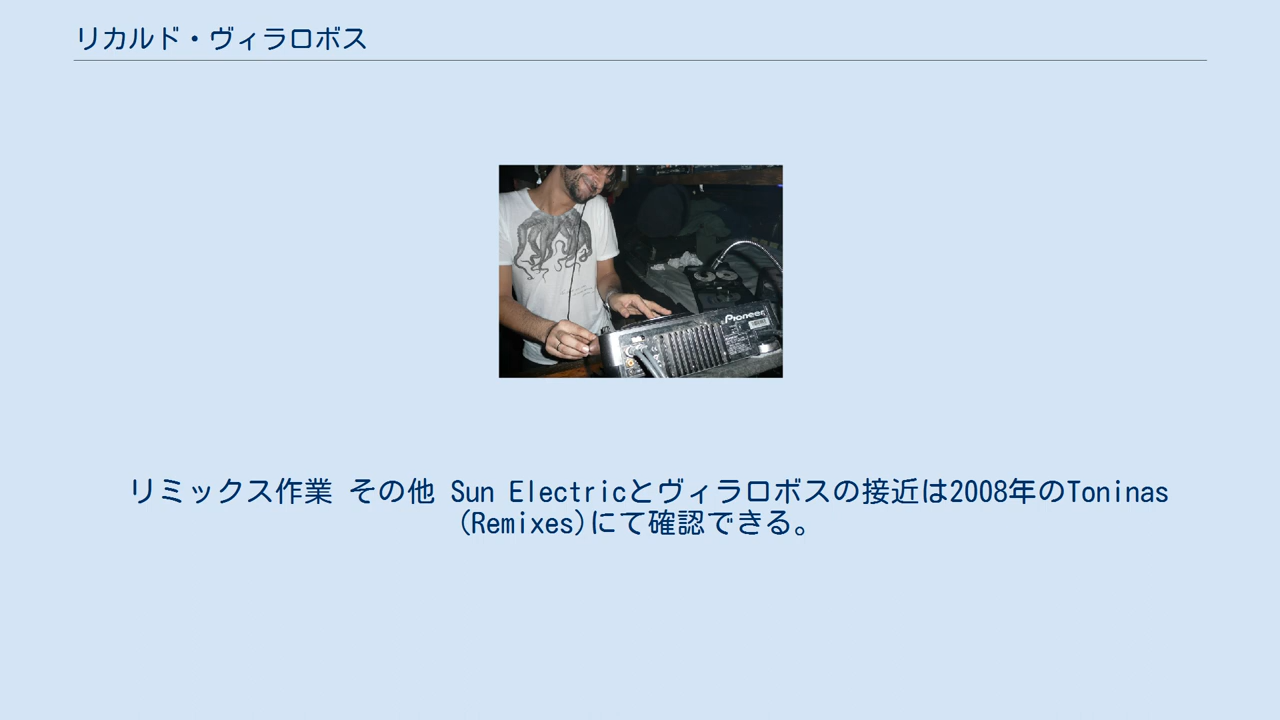 リカルド・ヴィラロボス
Pioneer
リミックス作業 その他 Sun Electricとヴィラロボスの接近は2008年のToninas
(Remixes)にて確認できる。